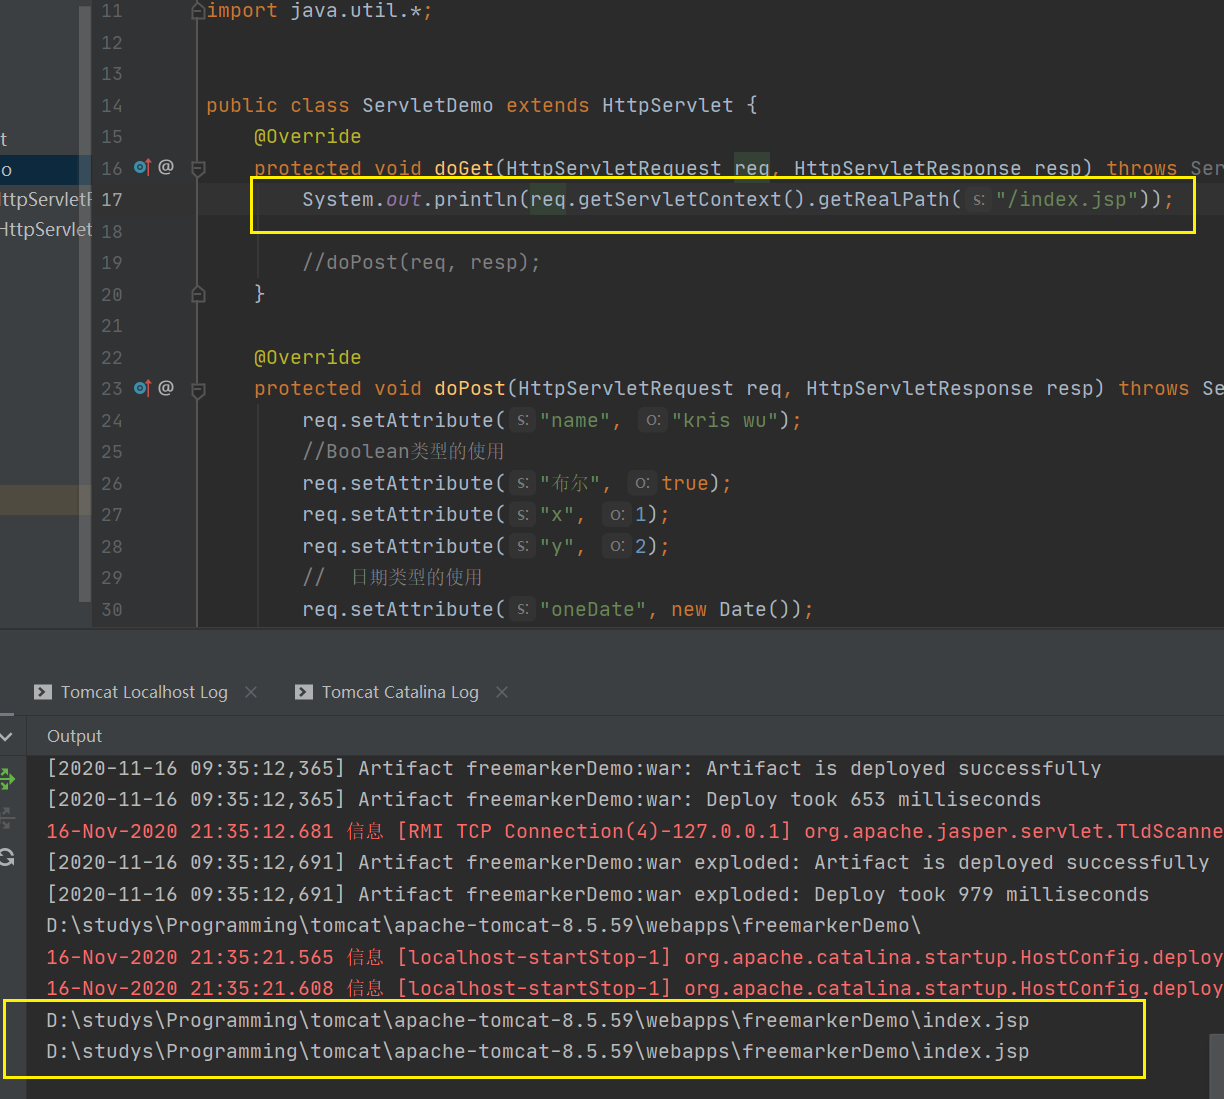 11 import java.util.*;
12
13
14 public class ServletDemo extends HttpServlet {
t
15 @Override
o
16 @ protected void doGet(HttpServletRequest req, HttpServletResponse resp) throws Ser
HttpServletR
17 System.out.println(req.getServletContext().getRealPath( s: "/index.jsp"));
HttpServlet
18
19 //doPost(req, resp);
20 }
21
22 @Override
23 @ protected void doPost(HttpServletRequest req, HttpServletResponse resp) throws Se
24 req.setAttribute( s: "name", o: "kris wu");
25 //Boolean类型的使用
26 req.setAttribute( s: "布尔", o: true);
27 req.setAttribute( s: "x", o: 1);
28 req.setAttribute( s: "y", o: 2);
29 // 日期类型的使用
30 req.setAttribute( s: "oneDate", new Date());
Tomcat Localhost Log × Tomcat Catalina Log ×
Output
[2020-11-16 09:35:12,365] Artifact freemarkerDemo:war: Artifact is deployed successfully
[2020-11-16 09:35:12,365] Artifact freemarkerDemo:war: Deploy took 653 milliseconds
16-Nov-2020 21:35:12.681 信息 [RMI TCP Connection(4)-127.0.0.1] org.apache.jasper.servlet.TldScanne
[2020-11-16 09:35:12,691] Artifact freemarkerDemo:war exploded: Artifact is deployed successfully
[2020-11-16 09:35:12,691] Artifact freemarkerDemo:war exploded: Deploy took 979 milliseconds
D:\studys\Programming\tomcat\apache-tomcat-8.5.59\webapps\freemarkerDemo\
16-Nov-2020 21:35:21.565 信息 [localhost-startStop-1] org.apache.catalina.startup.HostConfig.deploy
16-Nov-2020 21:35:21.608 信息 [localhost-startStop-1] org.apache.catalina.startup.HostConfig.deploy
D:\studys\Programming\tomcat\apache-tomcat-8.5.59\webapps\freemarkerDemo\index.jsp
D:\studys\Programming\tomcat\apache-tomcat-8.5.59\webapps\freemarkerDemo\index.jsp